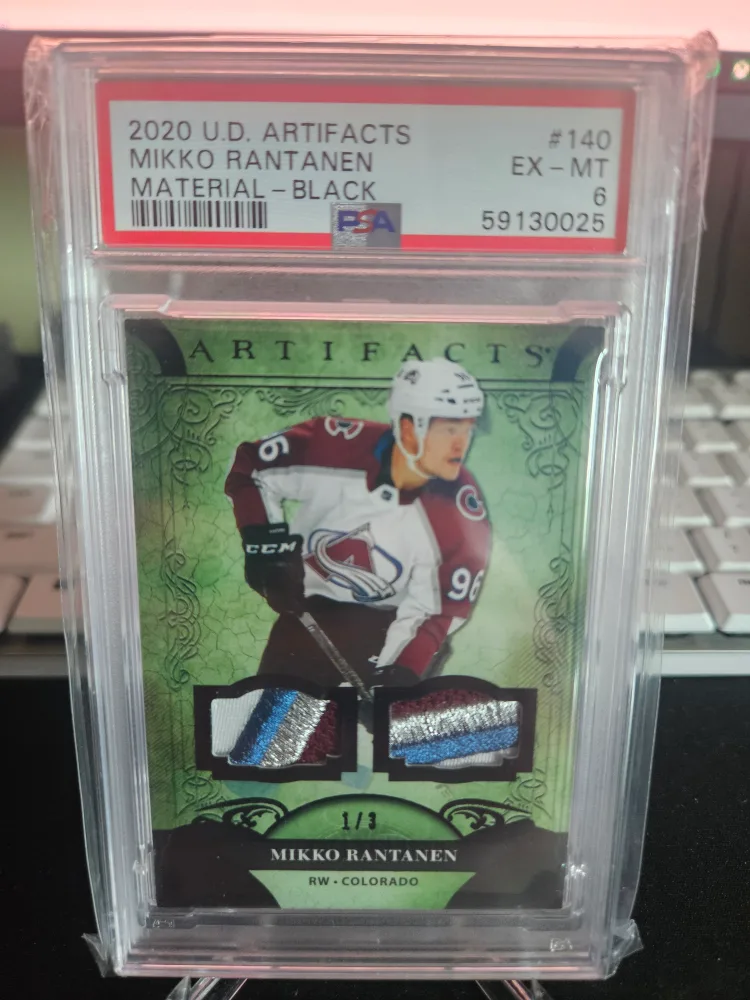 2020 U.D. ARTIFACTS #140
MIKKO RANTANEN EX - MT
MATERIAL - BLACK 6
PSA 59130025
ARTIFACTS
96
CCM
96
1/3
MIKKO RANTANEN
RW • COLORADO